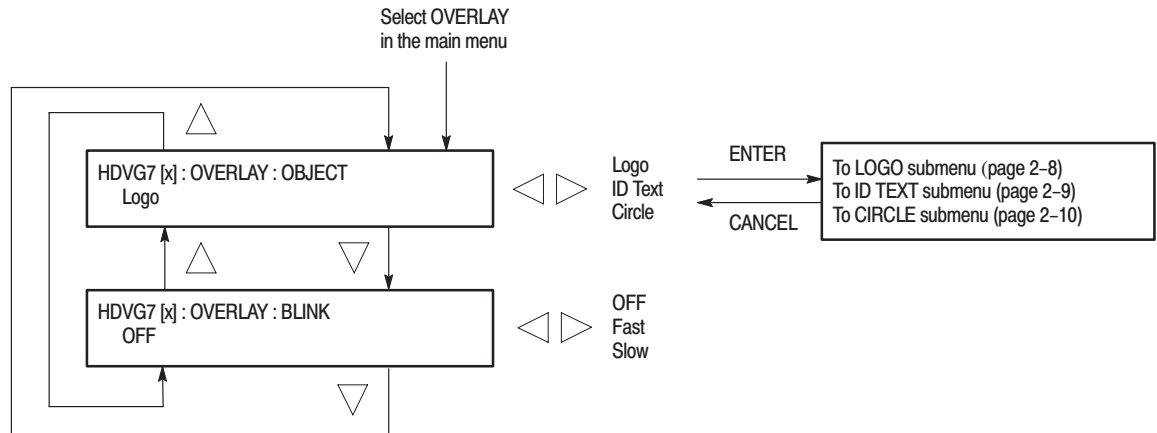 Select OVERLAY
in the main menu
HDVG7 [x] : OVERLAY : OBJECT
Logo
Logo
ID Text
Circle
ENTER
CANCEL
To LOGO submenu (page 2–8)
To ID TEXT submenu (page 2–9)
To CIRCLE submenu (page 2–10)
HDVG7 [x] : OVERLAY : BLINK
OFF
OFF
Fast
Slow